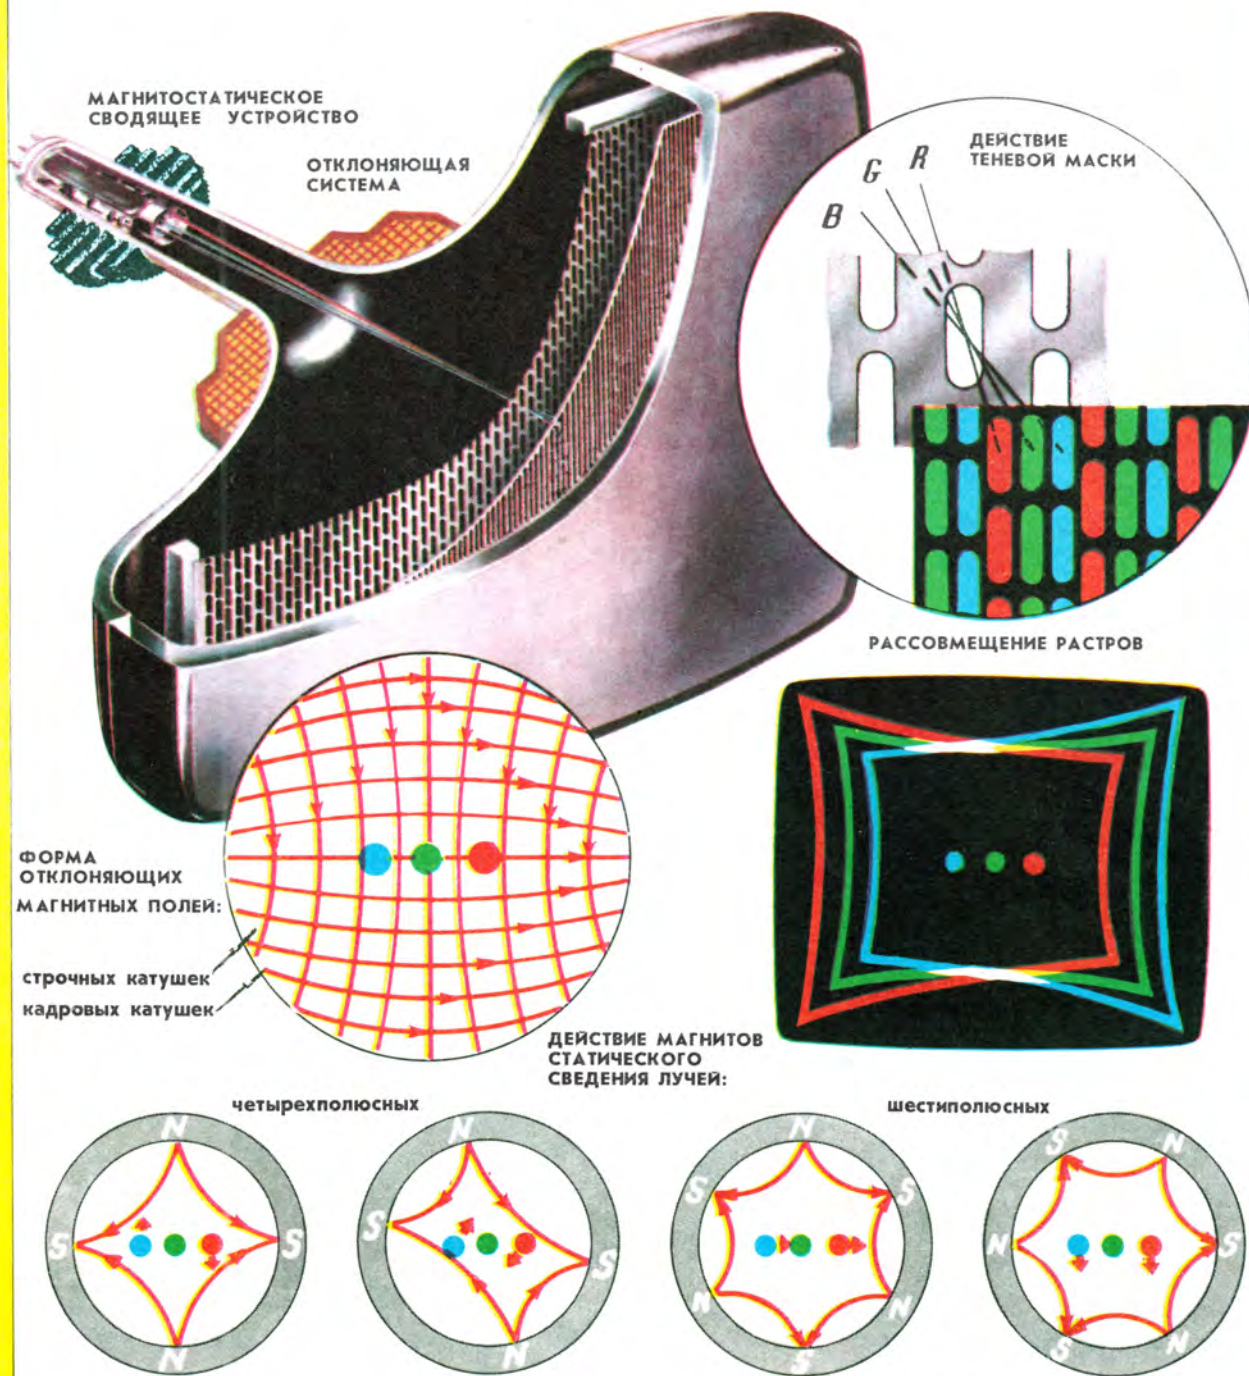 МАГНИТОСТАТИЧЕСКОЕ
СВОДЯЩЕЕ УСТРОЙСТВО
ОТКЛОНЯЮЩАЯ
СИСТЕМА
ДЕЙСТВИЕ
ТЕНЕВОЙ МАСКИ
R
G
B
РАССОВМЕЩЕНИЕ РАСТРОВ
ФОРМА
ОТКЛОНЯЮЩИХ
МАГНИТНЫХ ПОЛЕЙ:
строчных катушек
кадровых катушек
ДЕЙСТВИЕ МАГНИТОВ
СТАТИЧЕСКОГО
СВЕДЕНИЯ ЛУЧЕЙ:
четырехполюсных
шестиполюсных
N
S S
N
N
S S
N
N
S S
N N
S
S N
N S
S N